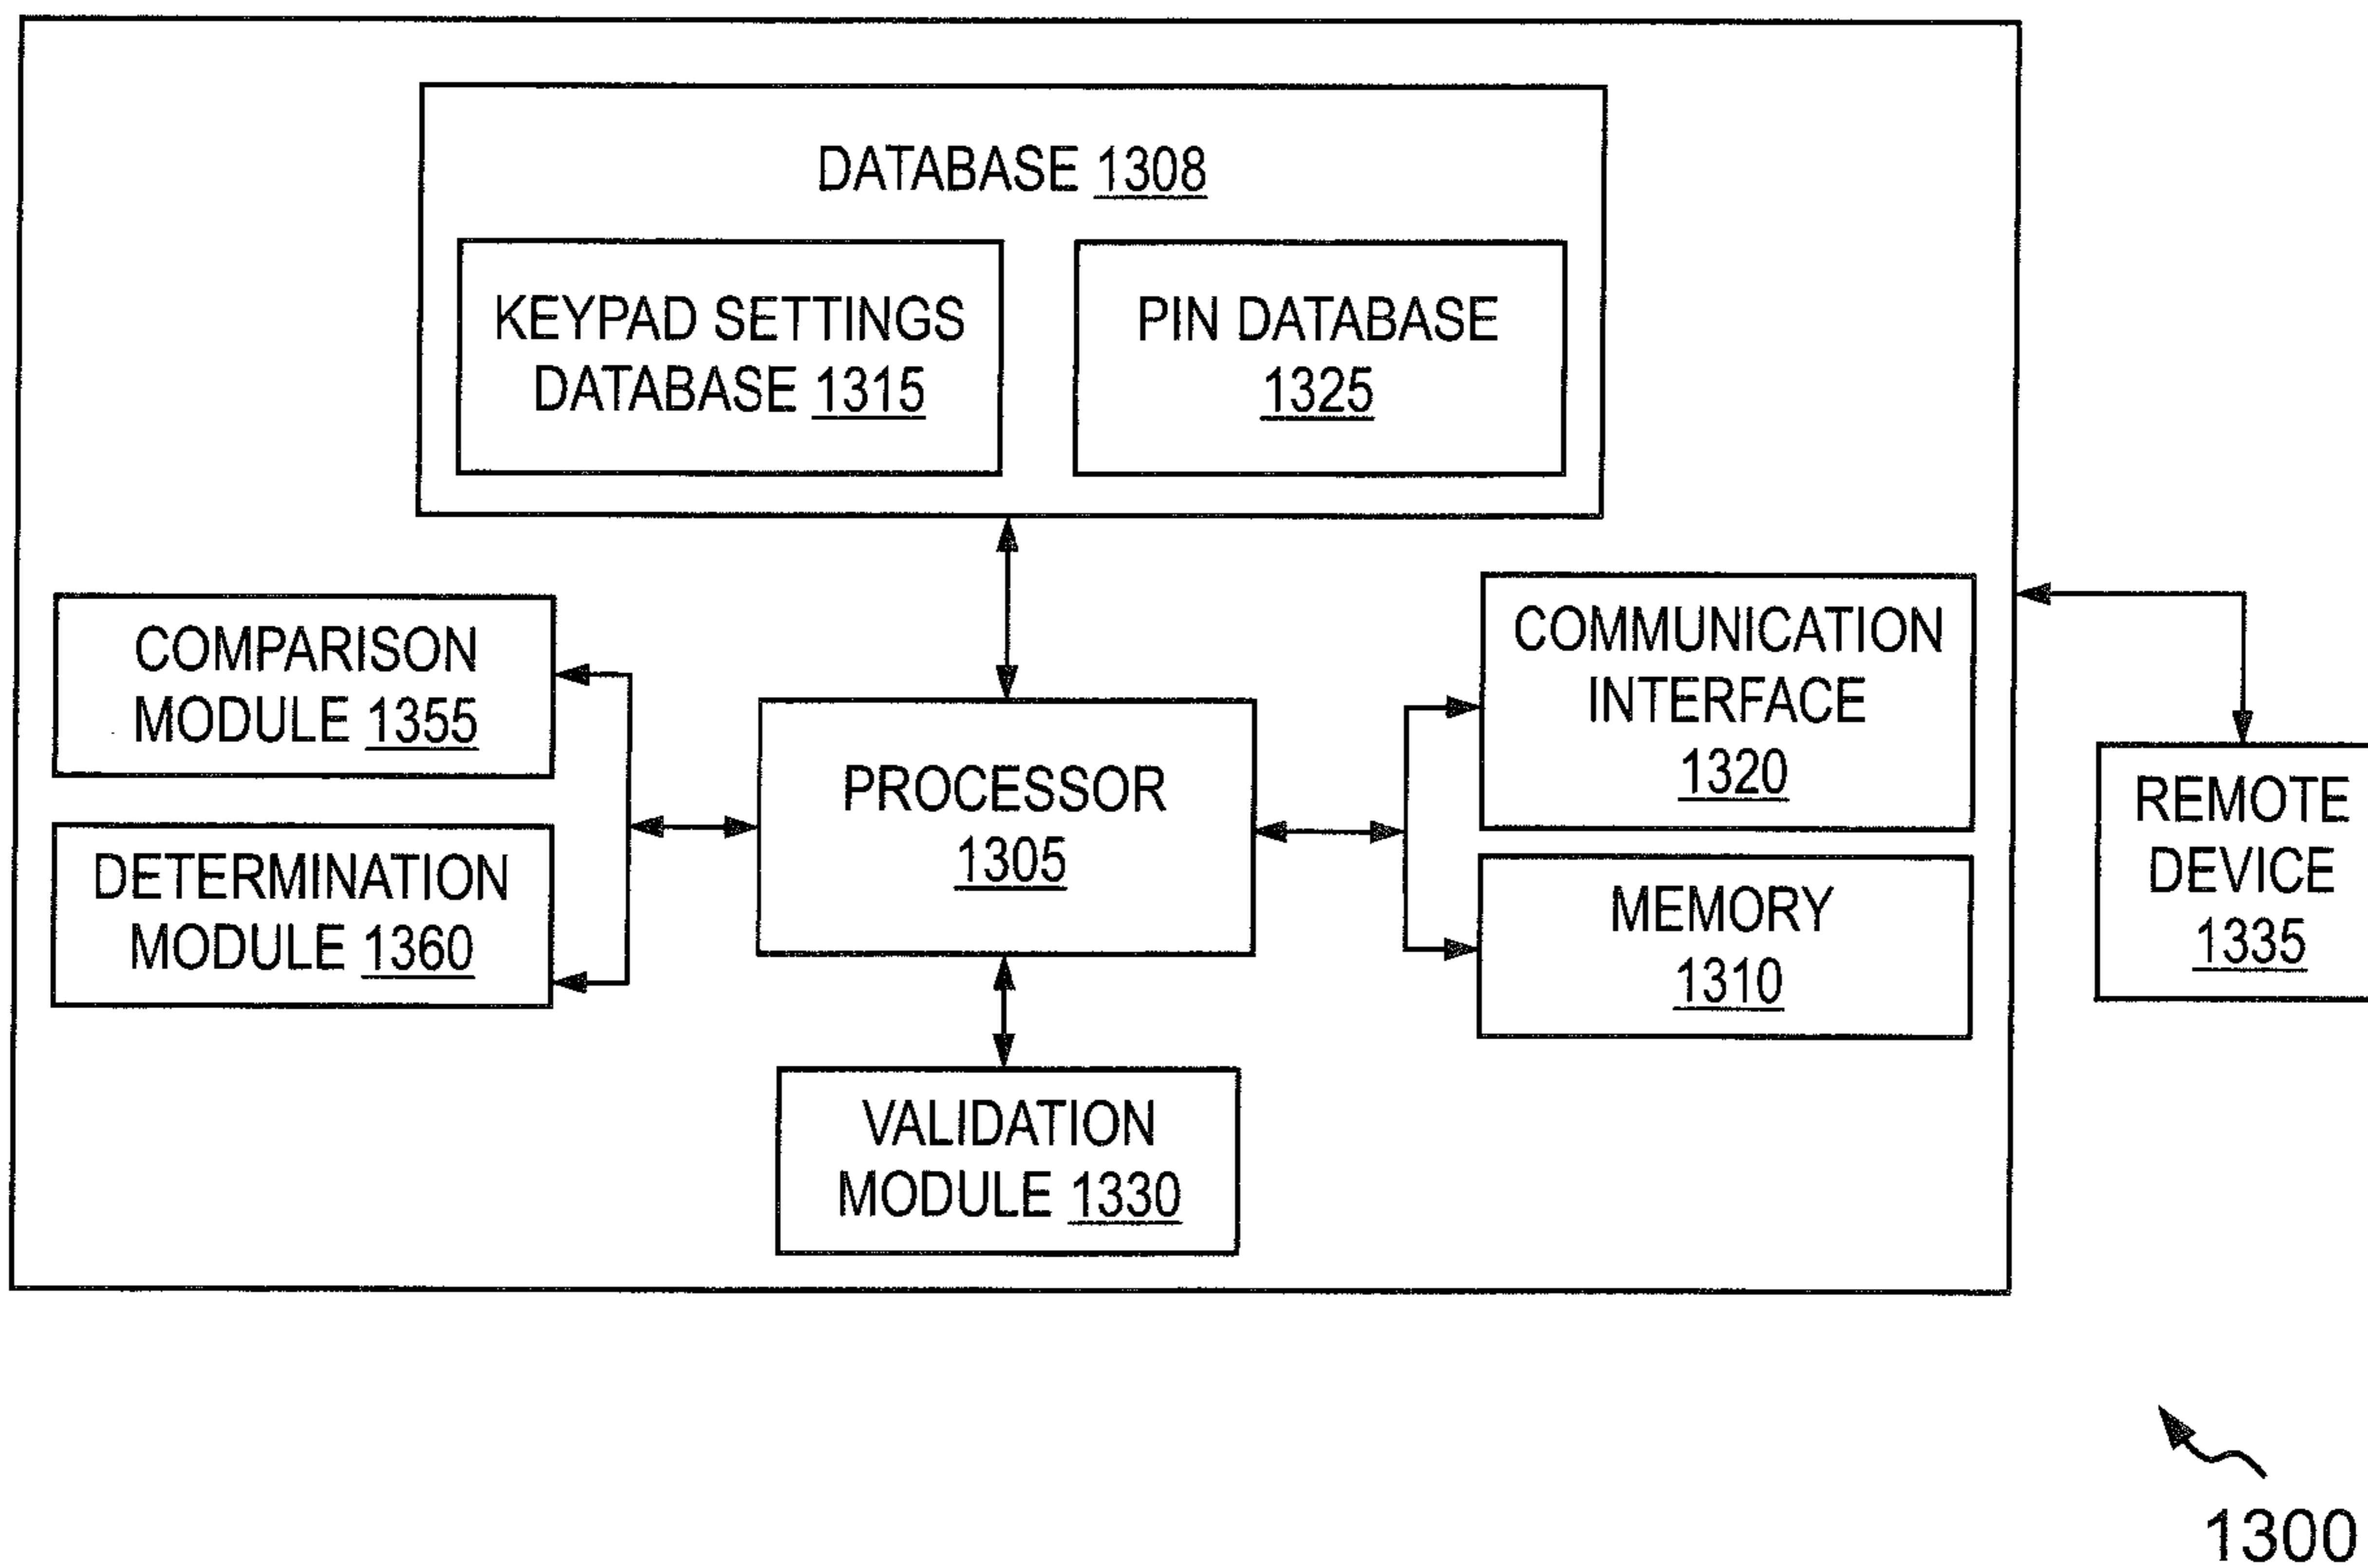 DATABASE 1308
KEYPAD SETTINGS
DATABASE 1315
PIN DATABASE
1325
COMPARISON
MODULE 1355
DETERMINATION
MODULE 1360
PROCESSOR
1305
COMMUNICATION
INTERFACE
1320
MEMORY
1310
REMOTE
DEVICE
1335
VALIDATION
MODULE 1330
1300